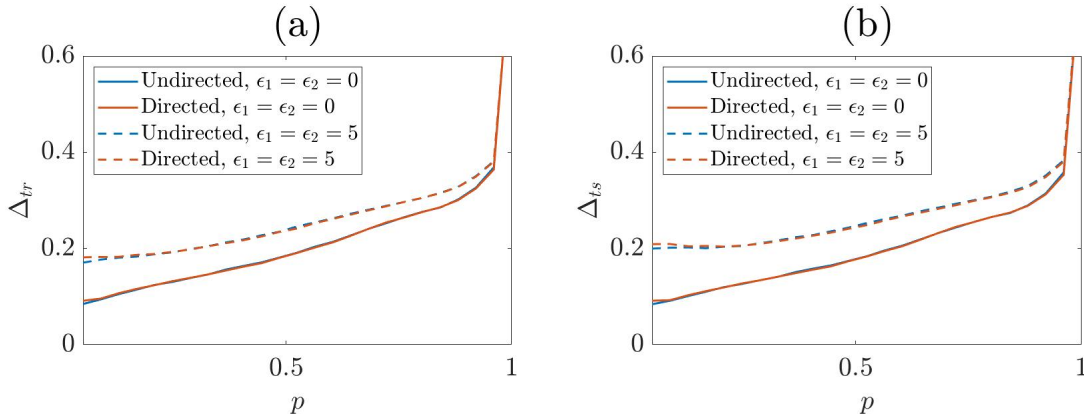 (a)
0.6
0.4
0.2
0
0.5
1
Δtr
p
Undirected, ϵ1 = ϵ2 = 0
Directed, ϵ1 = ϵ2 = 0
Undirected, ϵ1 = ϵ2 = 5
Directed, ϵ1 = ϵ2 = 5
(b)
0.6
0.4
0.2
0
0.5
1
Δts
p
Undirected, ϵ1 = ϵ2 = 0
Directed, ϵ1 = ϵ2 = 0
Undirected, ϵ1 = ϵ2 = 5
Directed, ϵ1 = ϵ2 = 5